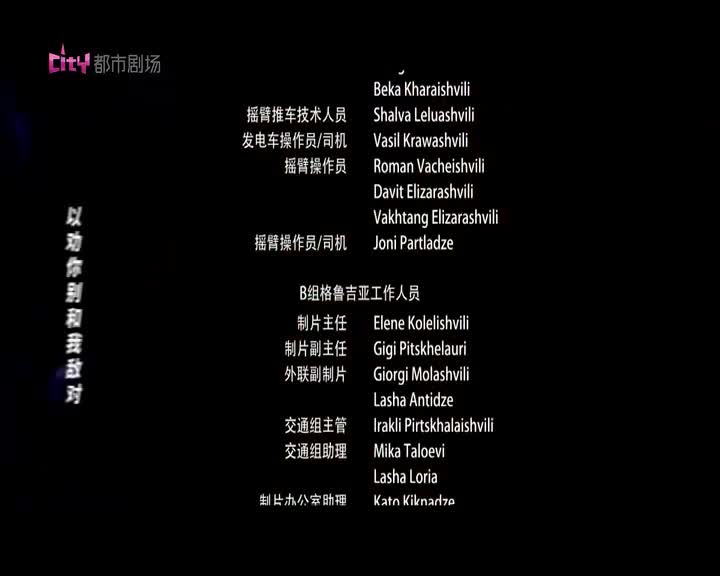 City都市剧场
Beka Kharaishvili
摇臂推车技术人员 Shalva Leluashvili
发电车操作员/司机 Vasil Krawashvili
摇臂操作员 Roman Vacheishvili
Davit Elizarashvili
Vakhtang Elizarashvili
摇臂操作员/司机 Joni Partladze
以劝你别和我敌对
B组格鲁吉亚工作人员
制片主任 Elene Kolelishvili
制片副主任 Gigi Pitskhelauri
外联副制片 Giorgi Molashvili
Lasha Antidze
交通组主管 Irakli Pirtskhalaishvili
交通组助理 Mika Taloevi
Lasha Loria
制片办公室助理 Kato Kiknadze